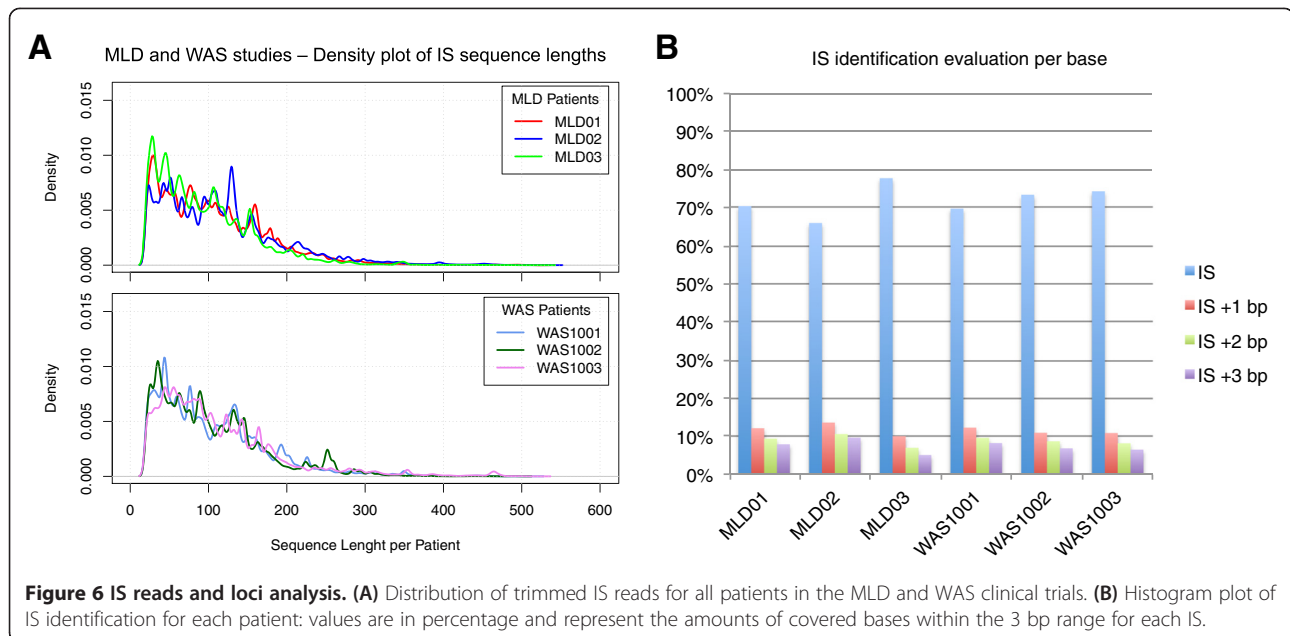 A
MLD and WAS studies – Density plot of IS sequence lengths
Density
0.000 0.005 0.010 0.015
MLD Patients
MLD01
MLD02
MLD03
Density
0.000 0.005 0.010 0.015
WAS Patients
WAS1001
WAS1002
WAS1003
0 100 200 300 400 500 600
Sequence Lenght per Patient
B
IS identification evaluation per base
100%
90%
80%
70%
60%
50%
40%
30%
20%
10%
0%
MLD01 MLD02 MLD03 WAS1001 WAS1002 WAS1003
IS
IS +1 bp
IS +2 bp
IS +3 bp
Figure 6 IS reads and loci analysis. (A) Distribution of trimmed IS reads for all patients in the MLD and WAS clinical trials. (B) Histogram plot of
IS identification for each patient: values are in percentage and represent the amounts of covered bases within the 3 bp range for each IS.